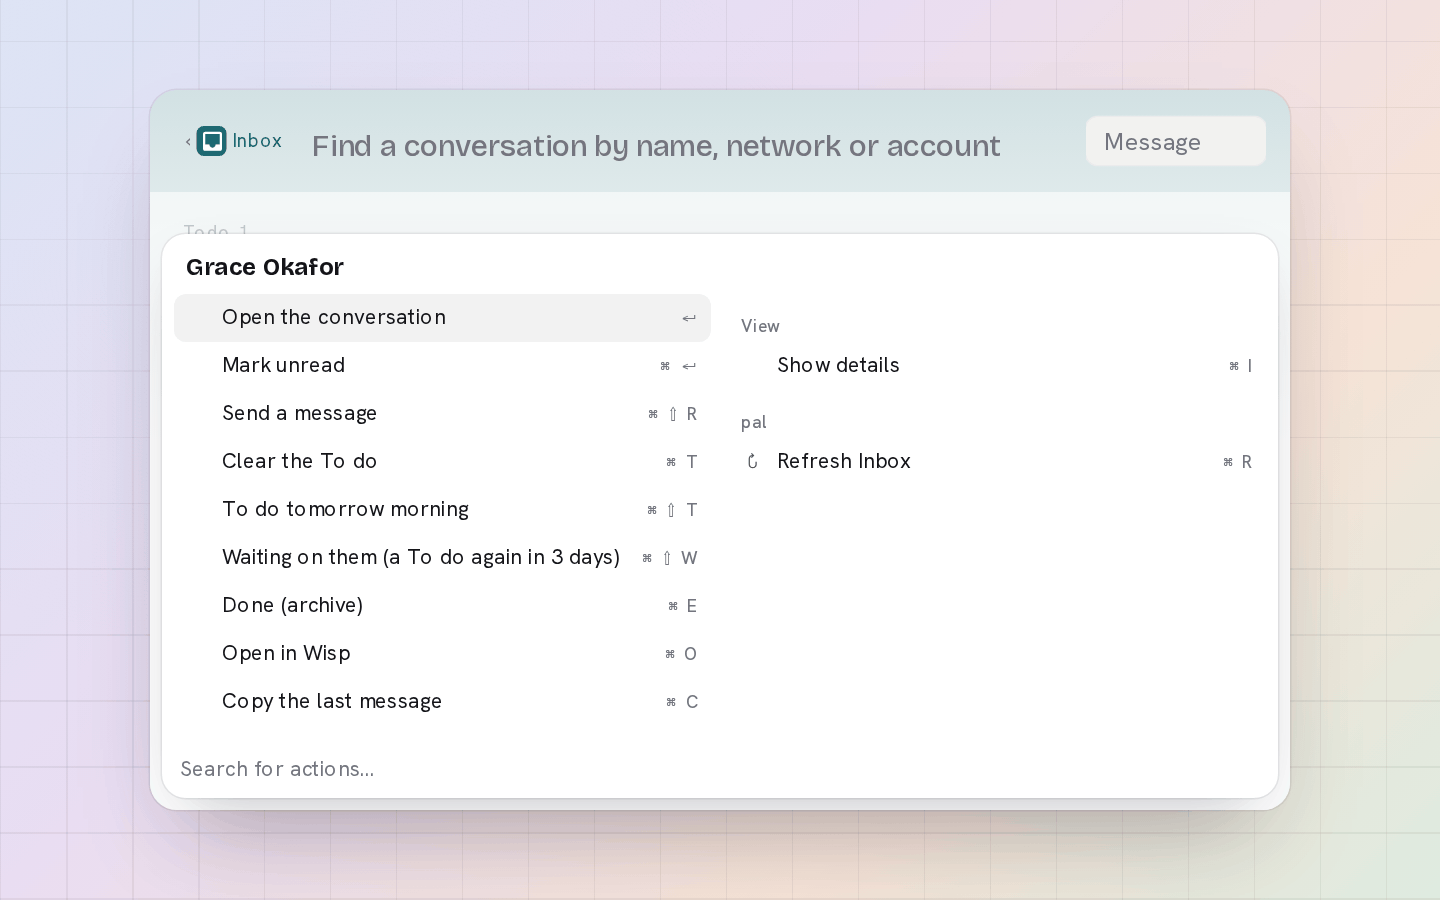 ‹ Inbox
Find a conversation by name, network or account
Message
Todo 1
Grace Okafor
Open the conversation ↩
Mark unread ⌘ ↩
Send a message ⌘ ⇧ R
Clear the To do ⌘ T
To do tomorrow morning ⌘ ⇧ T
Waiting on them (a To do again in 3 days) ⌘ ⇧ W
Done (archive) ⌘ E
Open in Wisp ⌘ O
Copy the last message ⌘ C
View
Show details ⌘ I
pal
Refresh Inbox ⌘ R
Search for actions...